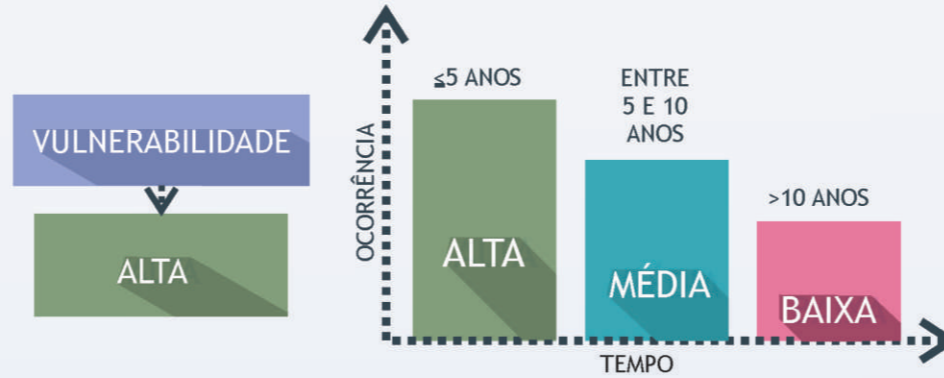 VULNERABILIDADE
ALTA
OCORRÊNCIA
≤5 ANOS
ALTA
ENTRE
5 E 10
ANOS
MÉDIA
>10 ANOS
BAIXA
TEMPO